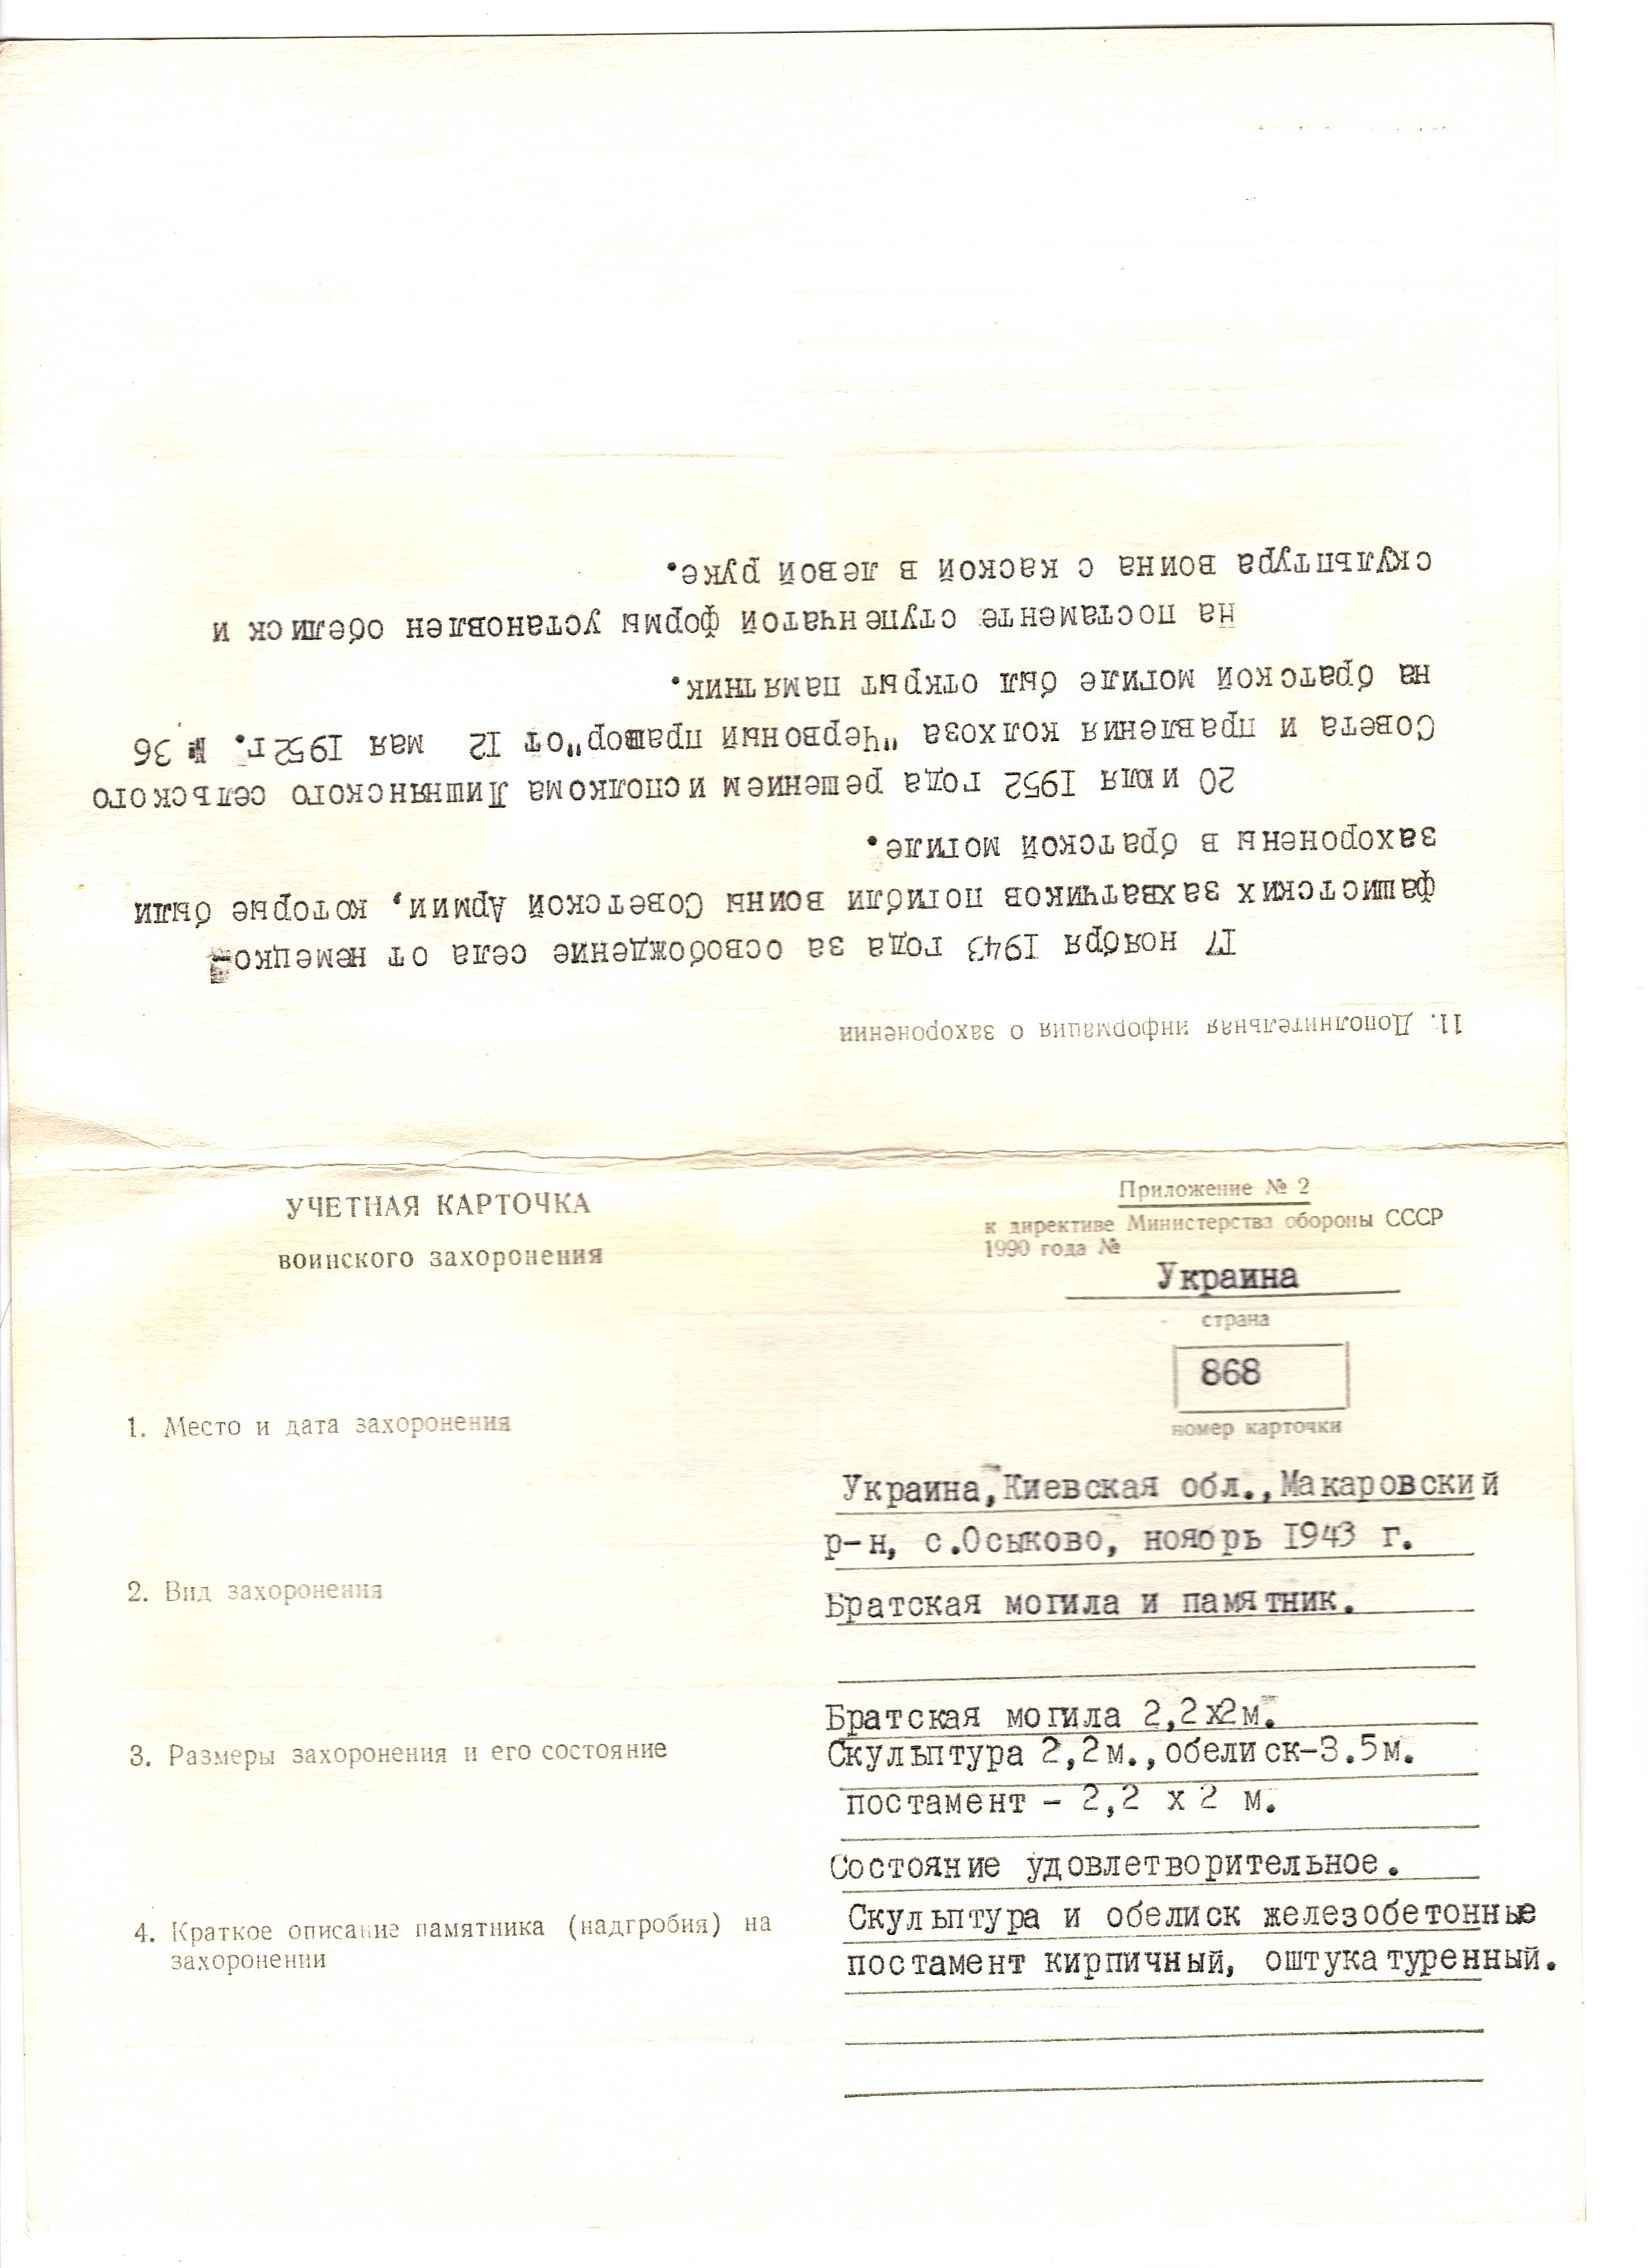 УЧЕТНАЯ КАРТОЧКА
воинского захоронения
Приложение № 2
к директиве Министерства обороны СССР
1990 года №
Украина
страна
868
номер карточки
1. Место и дата захоронения
Украина, Киевская обл., Макаровский
р-н, с.Осыково, ноябрь 1943 г.
2. Вид захоронения
Братская могила и памятник.
3. Размеры захоронения и его состояние
Братская могила 2,2х2м.
Скульптура 2,2м.,обелиск-3.5м.
постамент - 2,2 х 2 м.
Состояние удовлетворительное.
4. Краткое описание памятника (надгробия) на
захоронении
Скульптура и обелиск железобетонные
постамент кирпичный, оштукатуренный.
11. Дополнительная информация о захоронении
17 ноября 1943 года за освобождение села от немецко-
фашистских захватчиков погибли воины Советской Армии, которые были
захоронены в братской могиле.
20 июля 1952 года решением исполкома Лишнянского сельского
Совета и правления колхоза "Червоный прапор"от 12 мая 1952г. № 36
на братской могиле был открыт памятник.
на постаменте ступенчатой формы установлен обелиск и
скульптура воина с каской в левой руке.